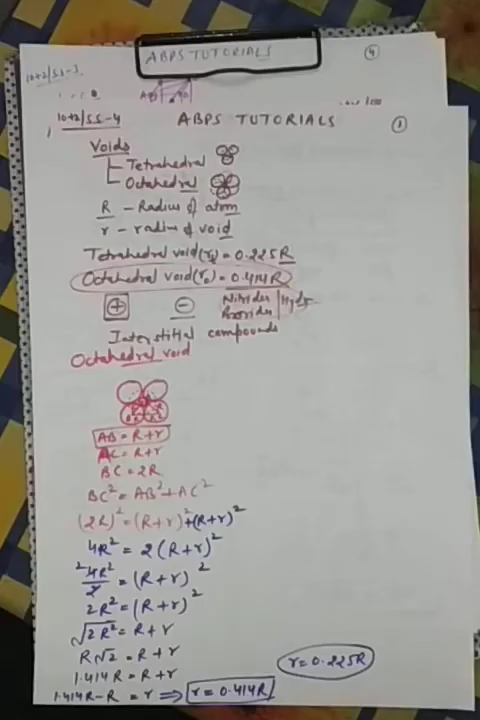 ABPS TUTORIALS
4
10+2/S.S-3
10+2/S.S-4
ABPS TUTORIALS
1
Voids
Tetrahedral
Octahedral
R - Radius of atom
r - radius of void
Tetrahedral void (rt) = 0.225R
Octahedral void (ro) = 0.414R
+ - Nitrides
Interstitial compounds
Octahedral void
AB = R+r
AC = R+r
BC = 2R
BC² = AB² + AC²
(2R)² = (R+r)² + (R+r)²
4R² = 2(R+r)²
2 4R²/2 = (R+r)²
2R² = (R+r)²
√2R² = R+r
R√2 = R+r
1.414R = R+r
1.414R-R = r ⇒ r = 0.414R
r = 0.225R